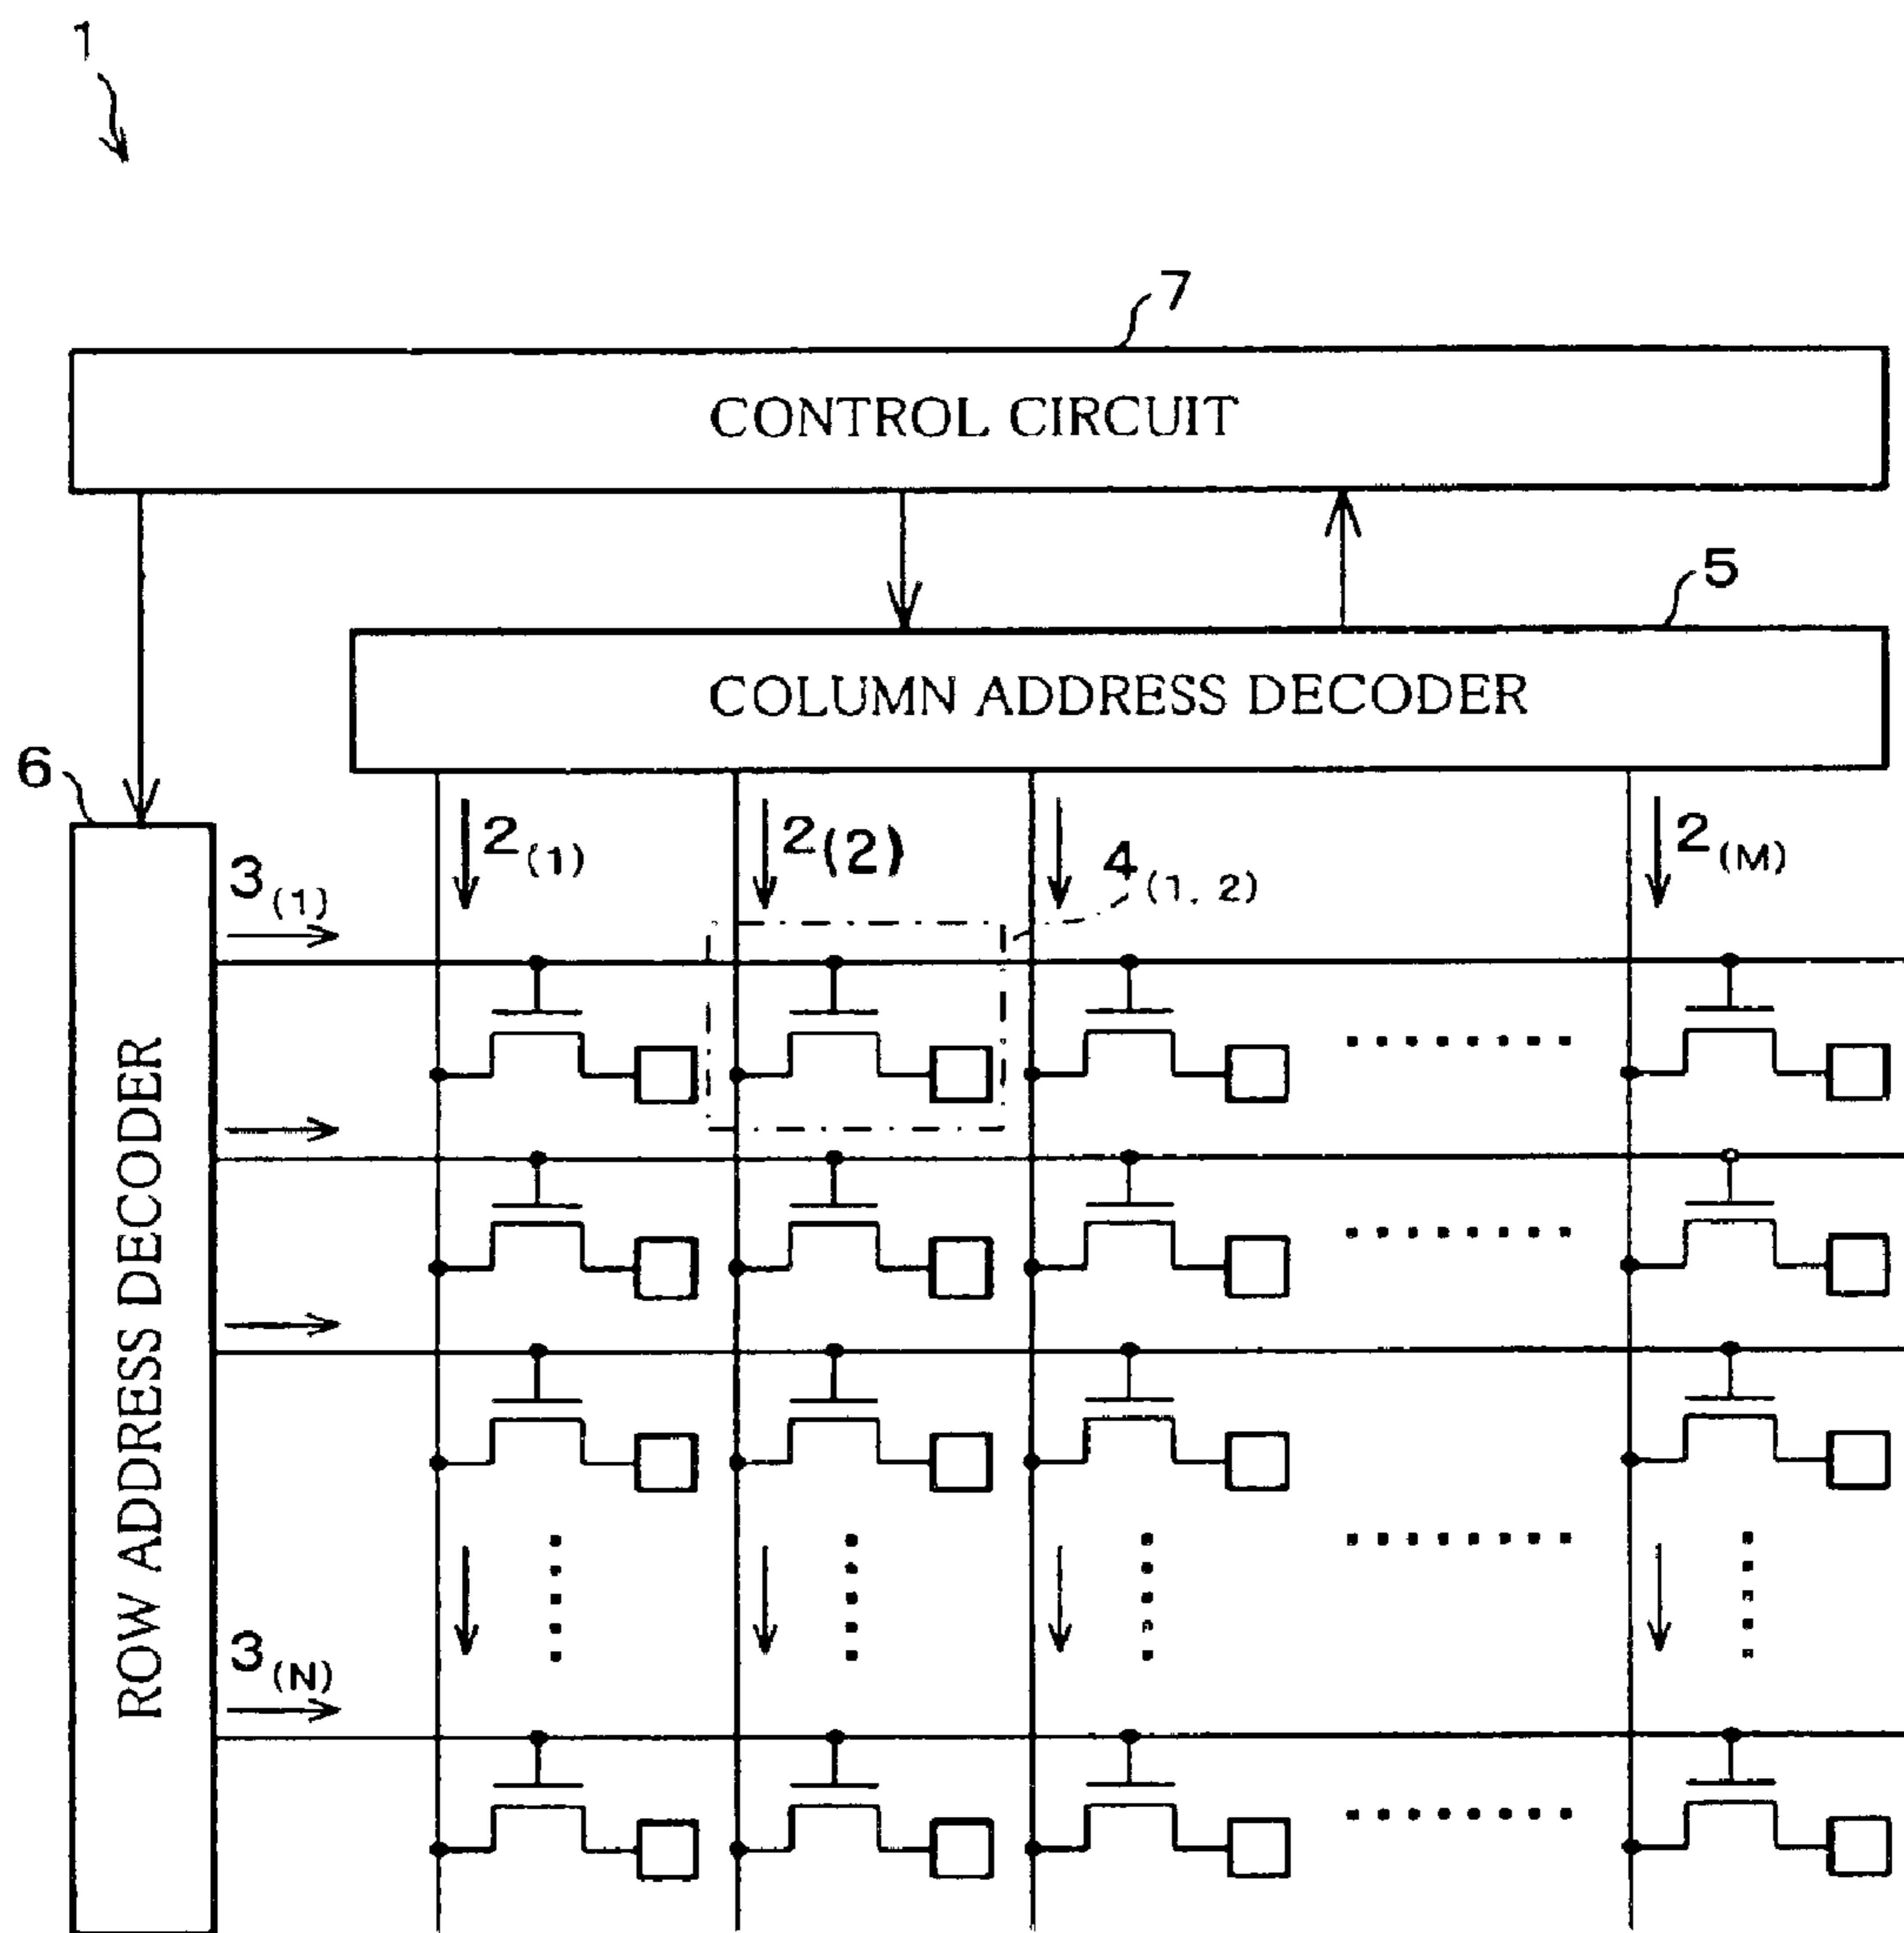 1
7
CONTROL CIRCUIT
5
COLUMN ADDRESS DECODER
6
2(1)
2(2)
4(1, 2)
2(M)
3(1)
ROW ADDRESS DECODER
3(N)